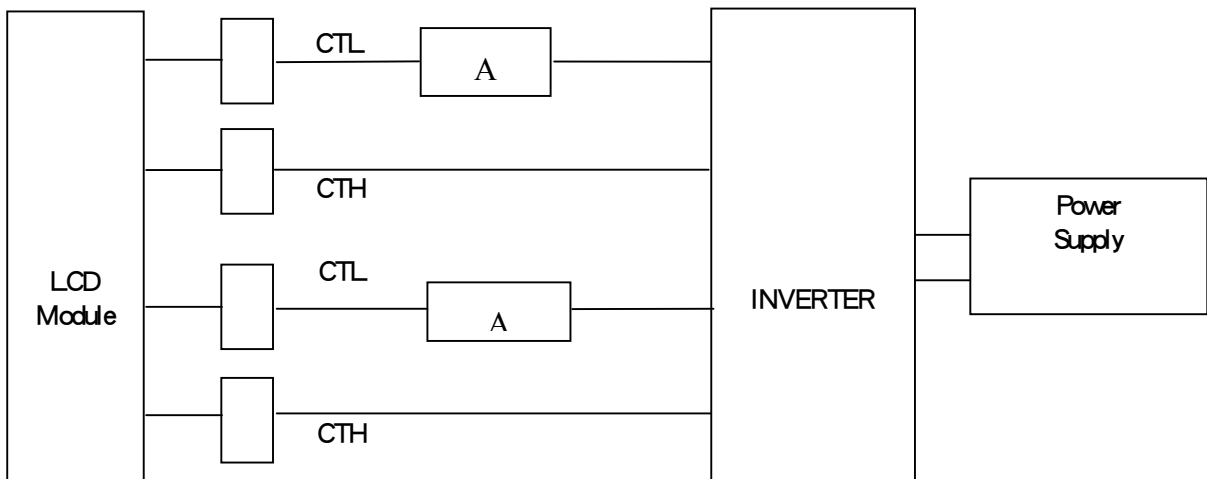 CTL
A
CTH
Power
Supply
CTL
LCD
Module
A
INVERTER
CTH